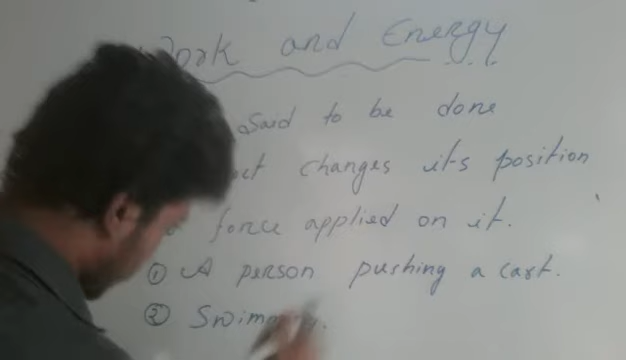 Work and Energy
Said to be done
changes its position
force applied on it.
① A person pushing a cart.
② Swimming.